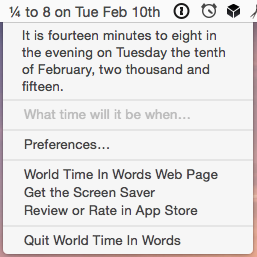 ¼ to 8 on Tue Feb 10th
It is fourteen minutes to eight in
the evening on Tuesday the tenth
of February, two thousand and
fifteen.
What time will it be when…
Preferences…
World Time In Words Web Page
Get the Screen Saver
Review or Rate in App Store
Quit World Time In Words